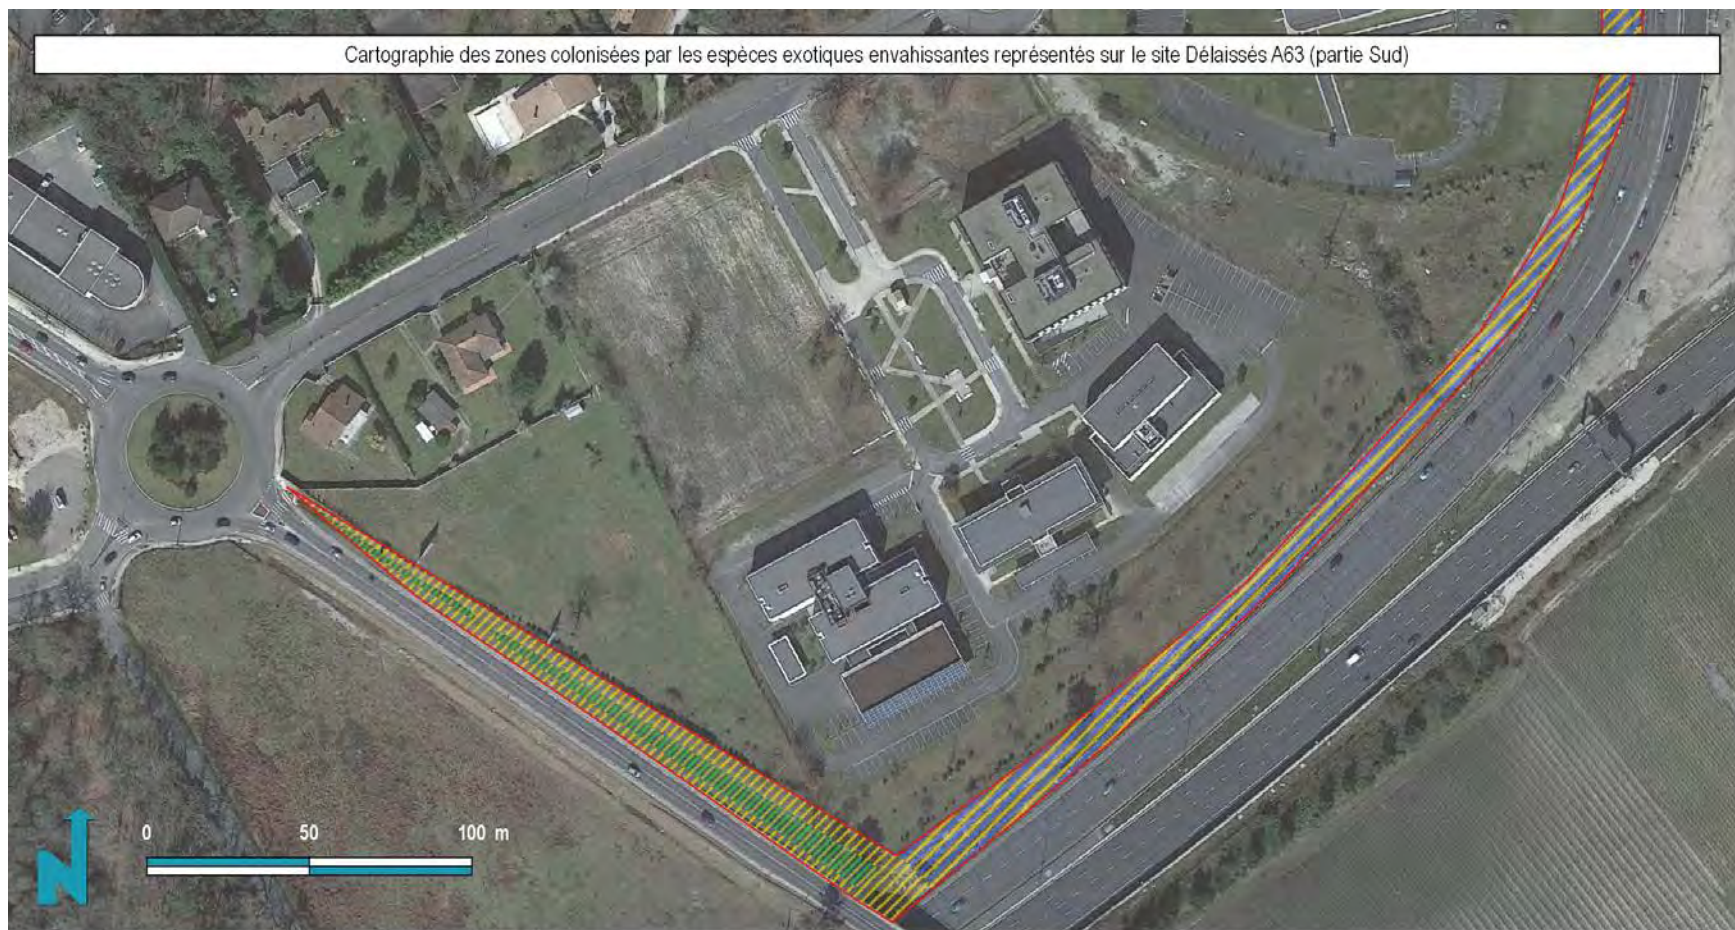 Cartographie des zones colonisées par les espèces exotiques envahissantes représentés sur le site Délaissés A63 (partie Sud)
0 50 100 m
N